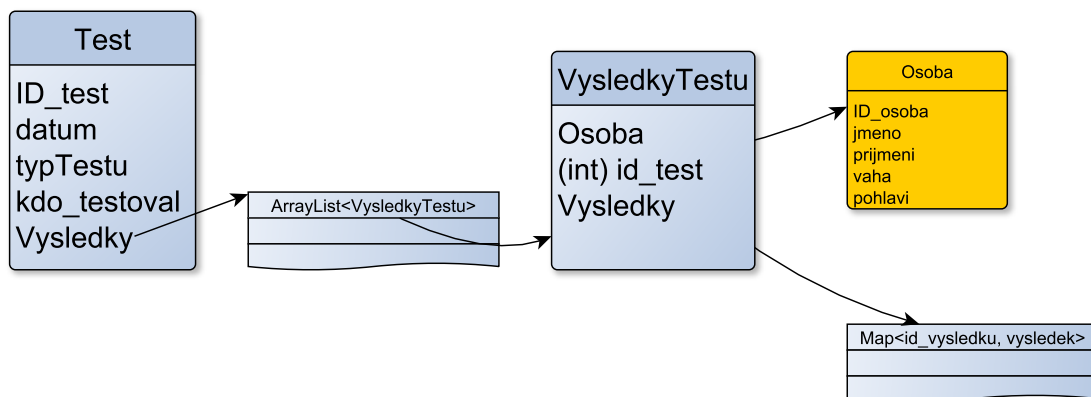 Test
ID_test
datum
typTestu
kdo_testoval
Vysledky
ArrayList<VysledkyTestu>
VysledkyTestu
Osoba
(int) id_test
Vysledky
Osoba
ID_osoba
jmeno
prijmeni
vaha
pohlavi
Map<id_vysledku, vysledek>